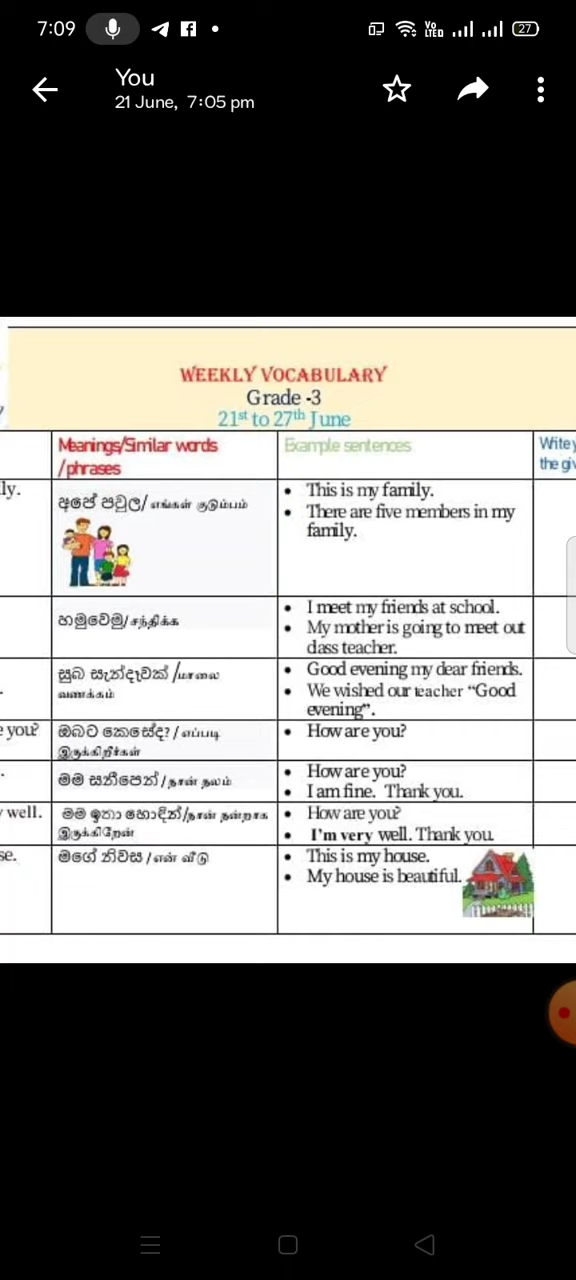 7:09
Vo LTE 27
You
21 June, 7:05 pm
WEEKLY VOCABULARY
Grade -3
21st to 27th June
Meanings/Similar words
/phrases
Example sentences
Write y
the giv
ly.
අපේ පවුල/ எங்கள் குடும்பம்
This is my family.
There are five members in my
family.
හමුවෙමු/சந்திக்க
I meet my friends at school.
My mother is going to meet out
class teacher.
සුබ සැන්දෑවක් /மாலை
வணக்கம்
Good evening my dear friends.
We wished our teacher “Good
evening”.
e you?
ඔබට කෙසේද? / எப்படி
இருக்கிறீர்கள்
How are you?
මම සනීපෙන් / நான் நலம்
How are you?
I am fine. Thank you.
y well.
මම ඉතා හොඳින්/நான் நன்றாக
இருக்கிறேன்
How are you?
I’m very well. Thank you.
se.
මගේ නිවස / என் வீடு
This is my house.
My house is beautiful.